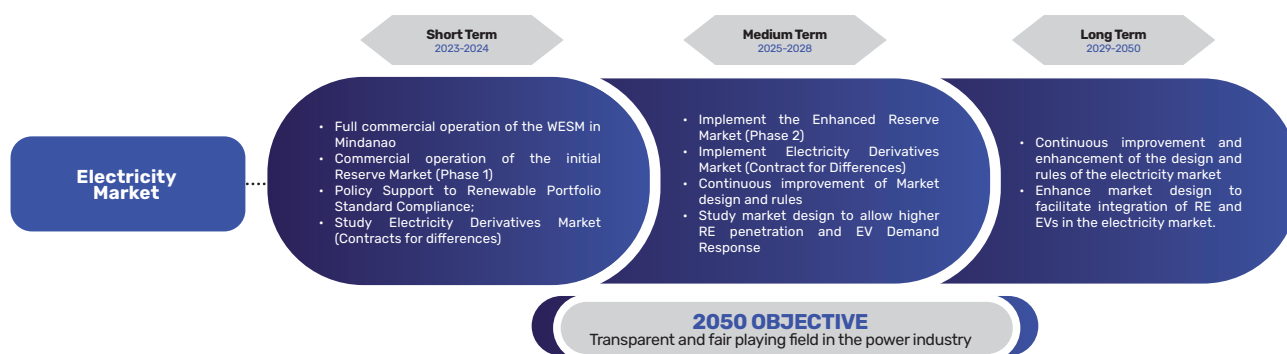 Short Term
2023-2024
Medium Term
2025-2028
Long Term
2029-2050
Electricity
Market
• Full commercial operation of the WESM in
Mindanao
• Commercial operation of the initial
Reserve Market (Phase 1)
• Policy Support to Renewable Portfolio
Standard Compliance;
• Study Electricity Derivatives Market
(Contracts for differences)
• Implement the Enhanced Reserve
Market (Phase 2)
• Implement Electricity Derivatives
Market (Contract for Differences)
• Continuous improvement of Market
design and rules
• Study market design to allow higher
RE penetration and EV Demand
Response
• Continuous improvement and
enhancement of the design and
rules of the electricity market
• Enhance market design to
facilitate integration of RE and
EVs in the electricity market.
2050 OBJECTIVE
Transparent and fair playing field in the power industry